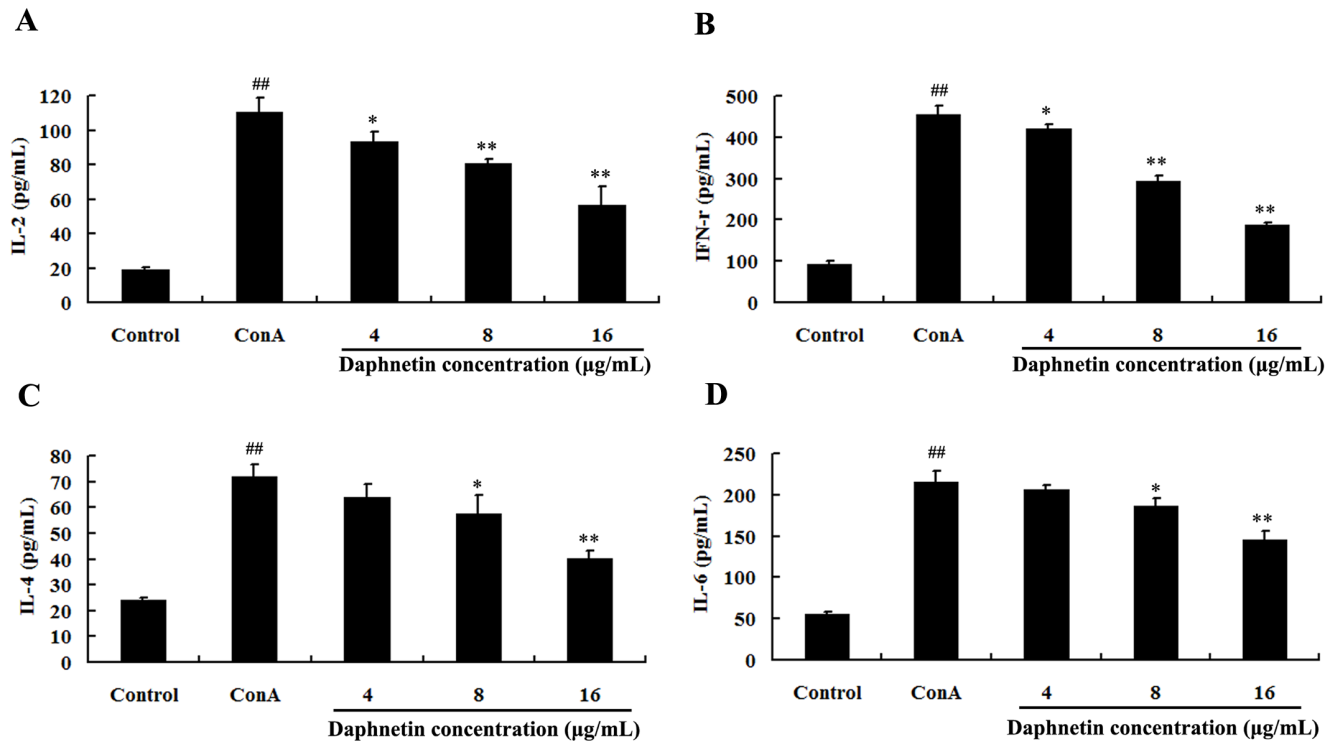 A
##
120
100
80
60
40
20
0
IL-2 (pg/mL)
*
**
**
Control ConA 4 8 16
Daphnetin concentration (μg/mL)
B
##
500
400
300
200
100
0
IFN-r (pg/mL)
*
**
**
Control ConA 4 8 16
Daphnetin concentration (μg/mL)
C
##
80
70
60
50
40
30
20
10
0
IL-4 (pg/mL)
*
**
Control ConA 4 8 16
Daphnetin concentration (μg/mL)
D
##
250
200
150
100
50
0
IL-6 (pg/mL)
*
**
Control ConA 4 8 16
Daphnetin concentration (μg/mL)